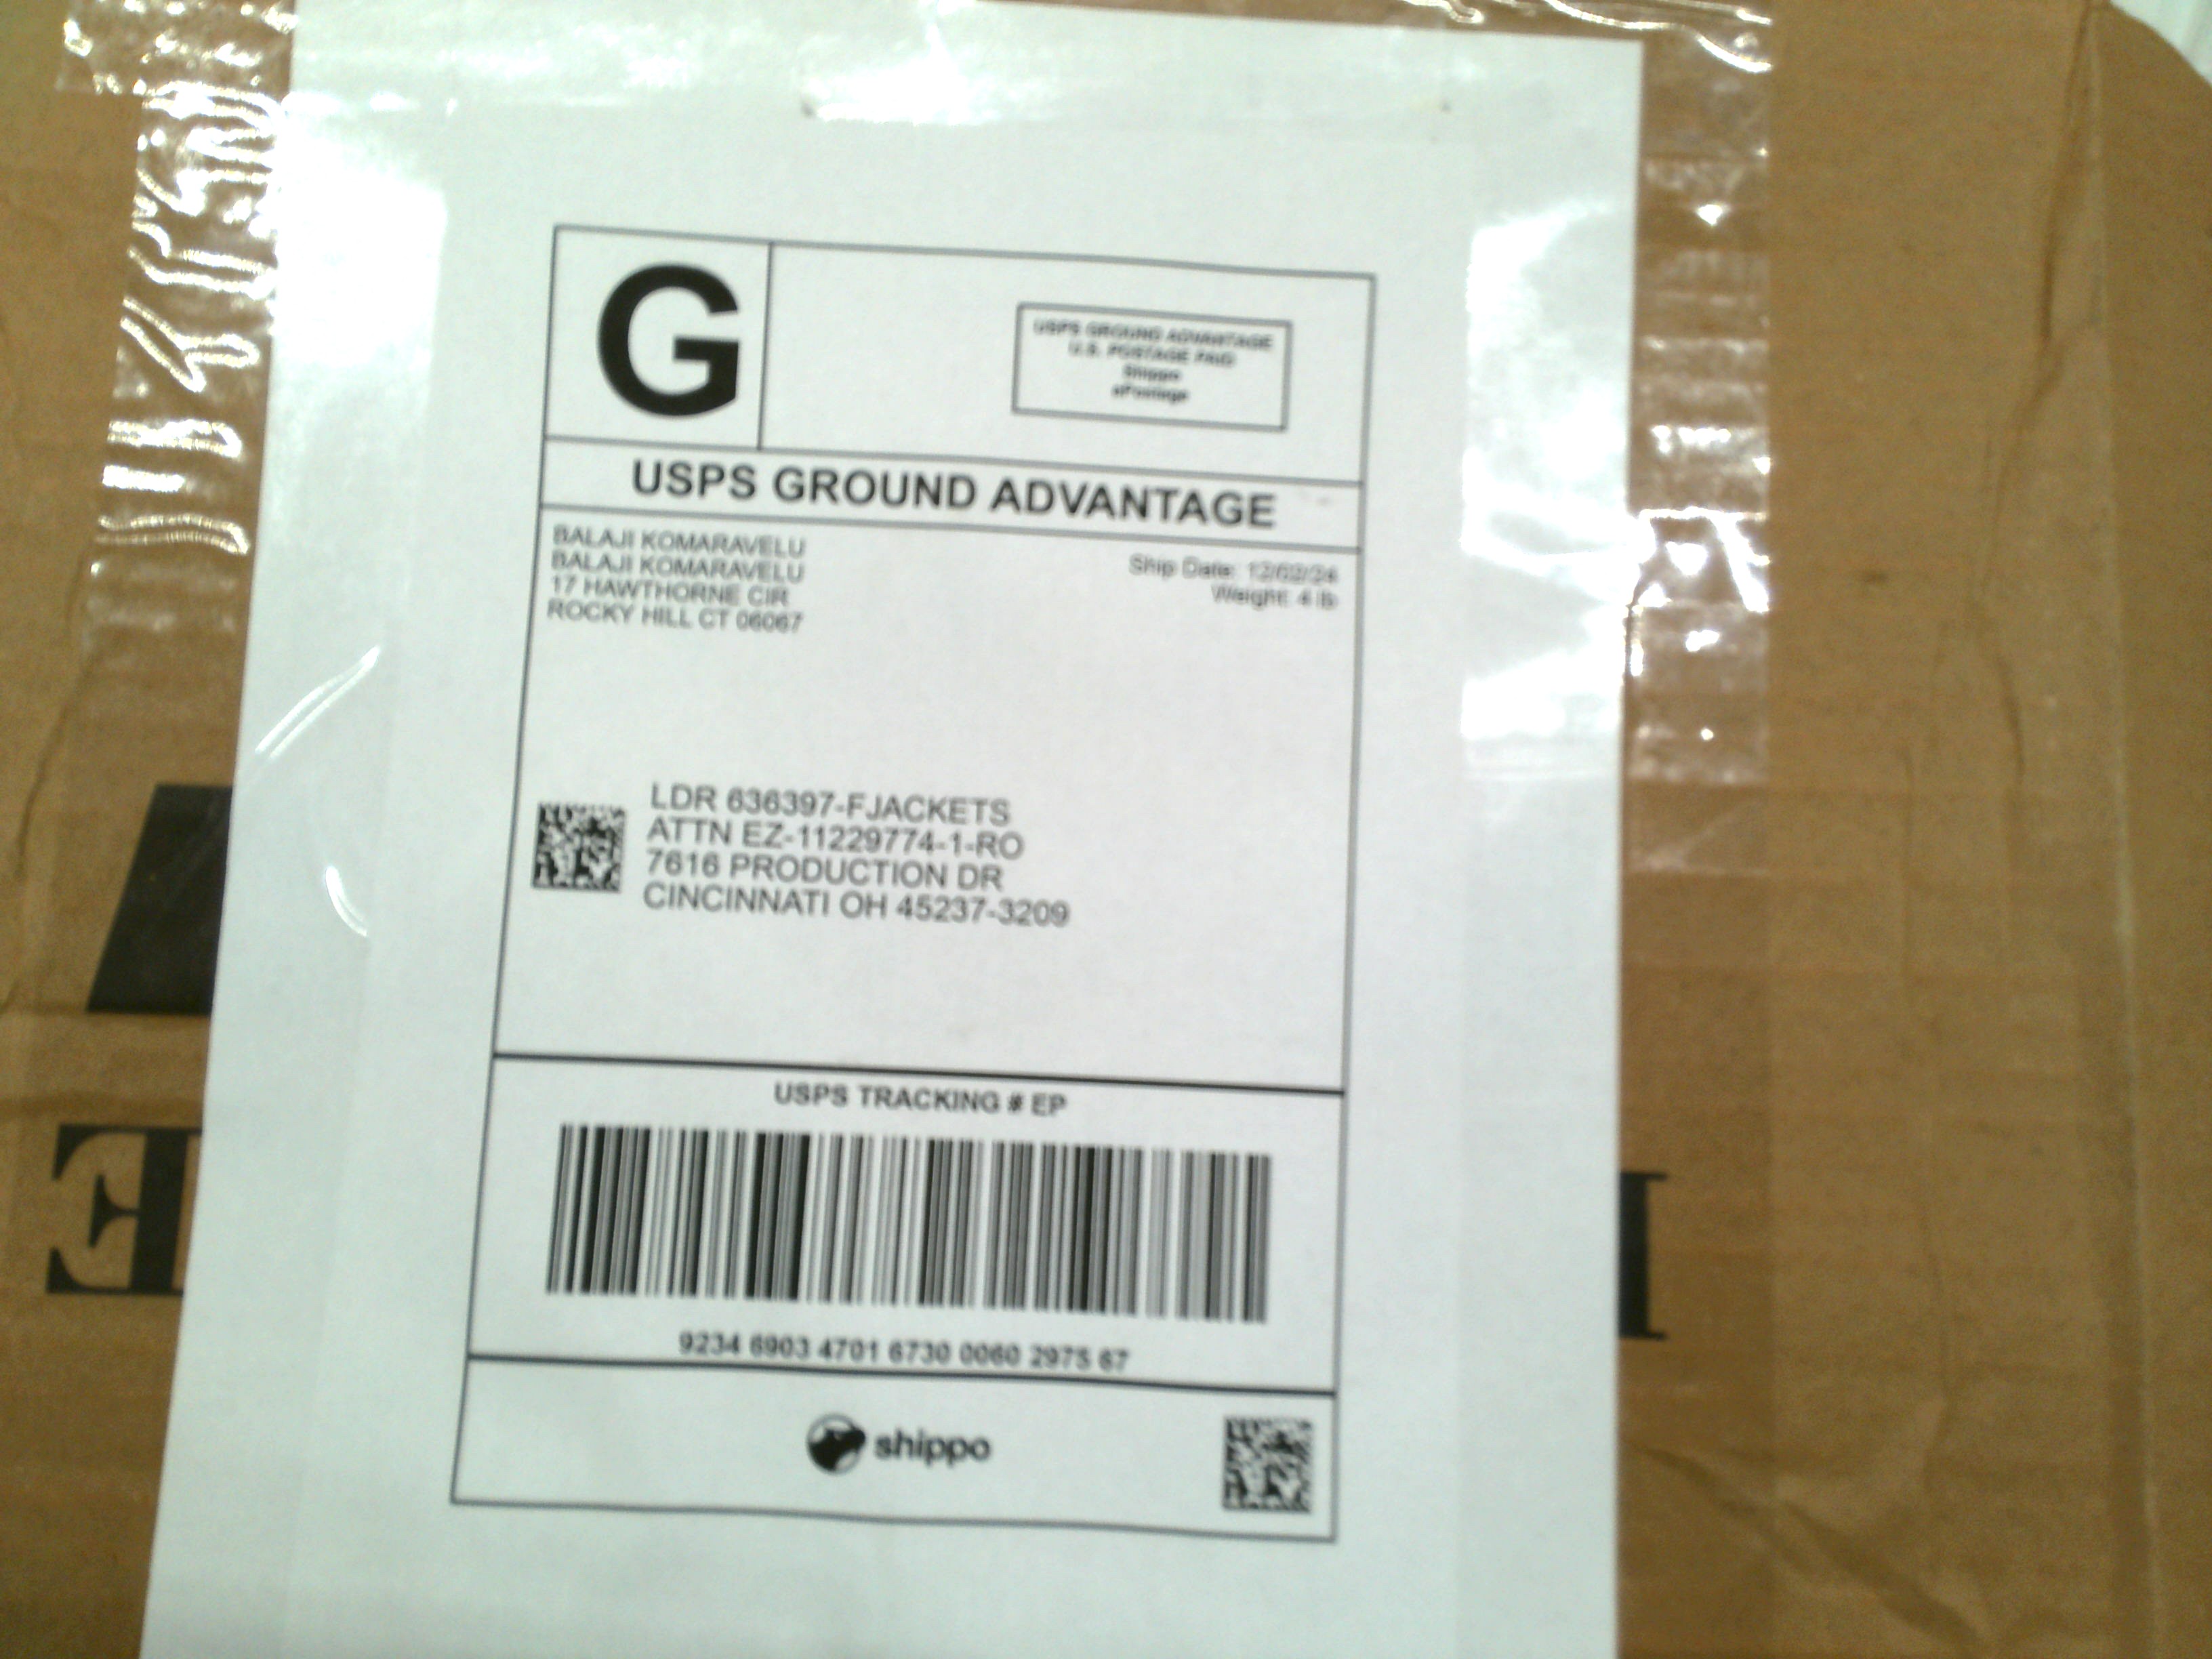 G
USPS GROUND ADVANTAGE
U.S. POSTAGE PAID
Shippo
ePostage
USPS GROUND ADVANTAGE
BALAJI KOMARAVELU
BALAJI KOMARAVELU
17 HAWTHORNE CIR
ROCKY HILL CT 06067
Ship Date: 12/02/24
Weight: 4 lb
LDR 636397-FJACKETS
ATTN EZ-11229774-1-RO
7616 PRODUCTION DR
CINCINNATI OH 45237-3209
USPS TRACKING # EP
9234 6903 4701 6730 0060 2975 67
shippo